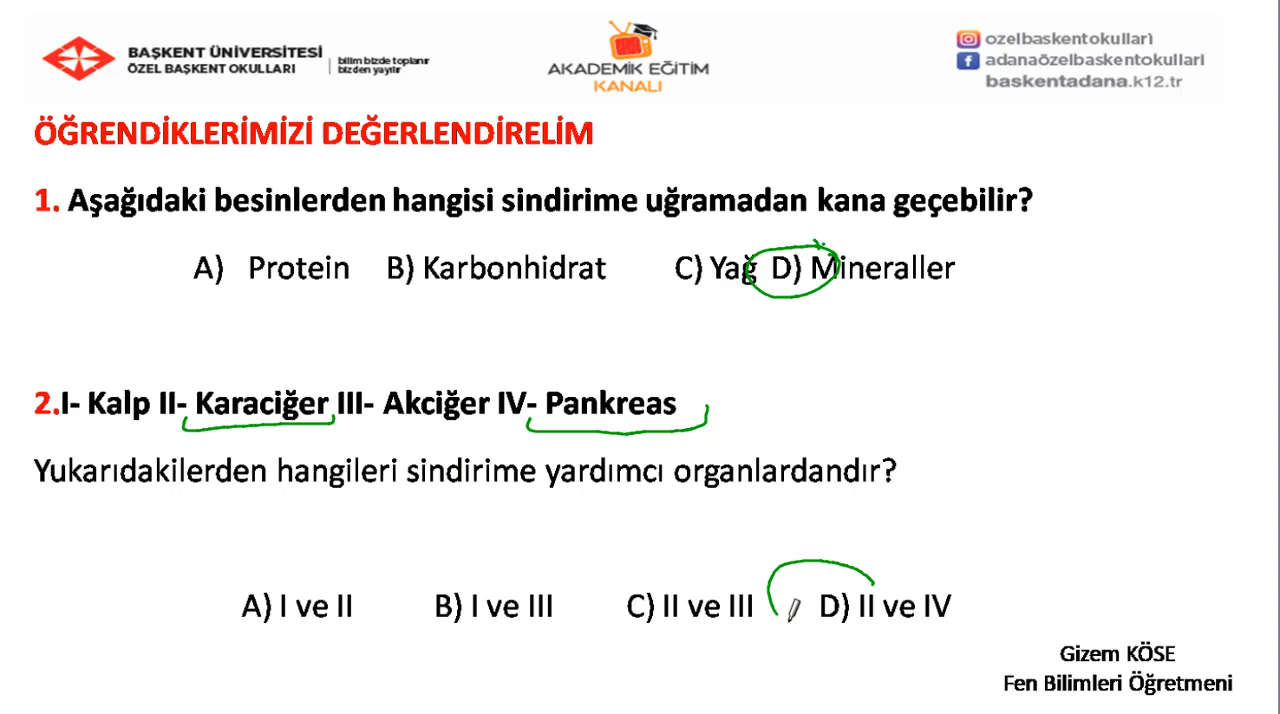 BAŞKENT ÜNİVERSİTESİ
ÖZEL BAŞKENT OKULLARI
bilim bizde toplanır
bizden yayılır
AKADEMİK EĞİTİM
KANALI
ozelbaskentokullari
adanaözelbaskentokullari
baskentadana.k12.tr
ÖĞRENDİKLERİMİZİ DEĞERLENDİRELİM
1. Aşağıdaki besinlerden hangisi sindirime uğramadan kana geçebilir?
A) Protein B) Karbonhidrat C) Yağ D) Mineraller
2.I- Kalp II- Karaciğer III- Akciğer IV- Pankreas
Yukarıdakilerden hangileri sindirime yardımcı organlardandır?
A) I ve II B) I ve III C) II ve III D) II ve IV
Gizem KÖSE
Fen Bilimleri Öğretmeni